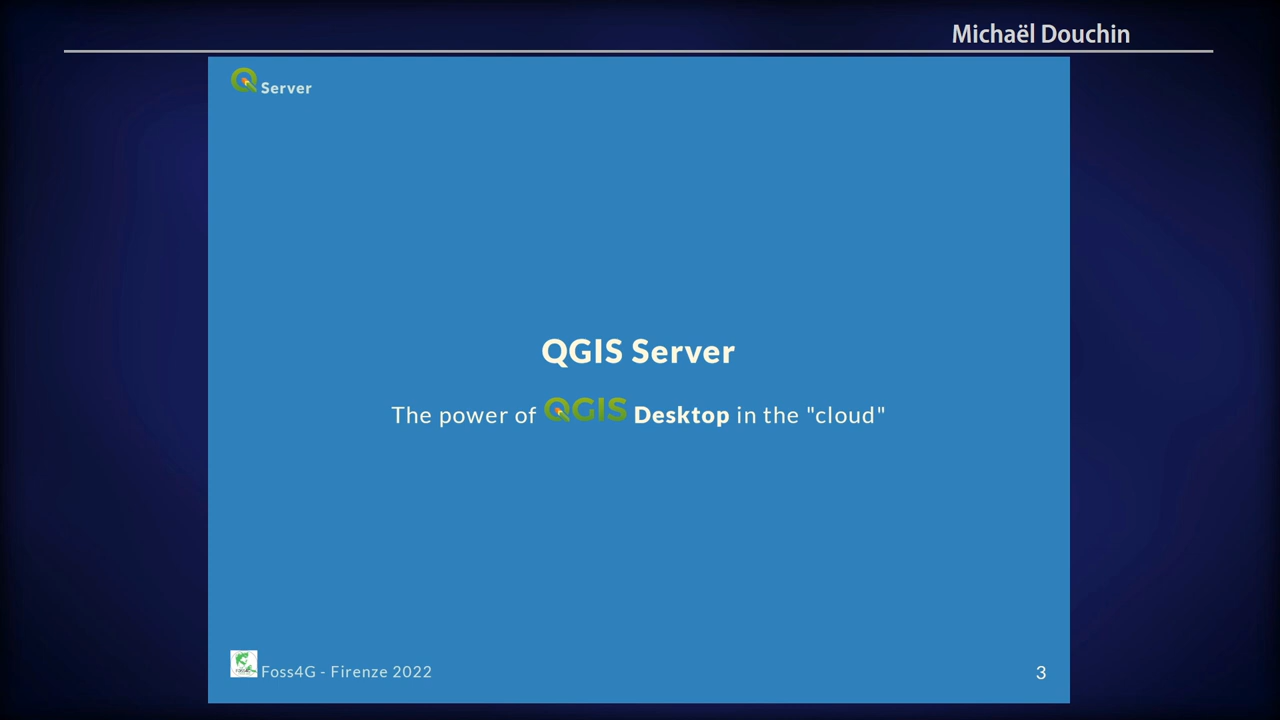 Michaël Douchin
Server
QGIS Server
The power of QGIS Desktop in the "cloud"
Foss4G - Firenze 2022
3